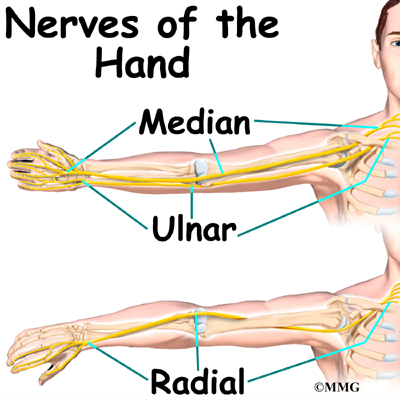 Nerves of the
Hand
Median
Ulnar
Radial
©MMG